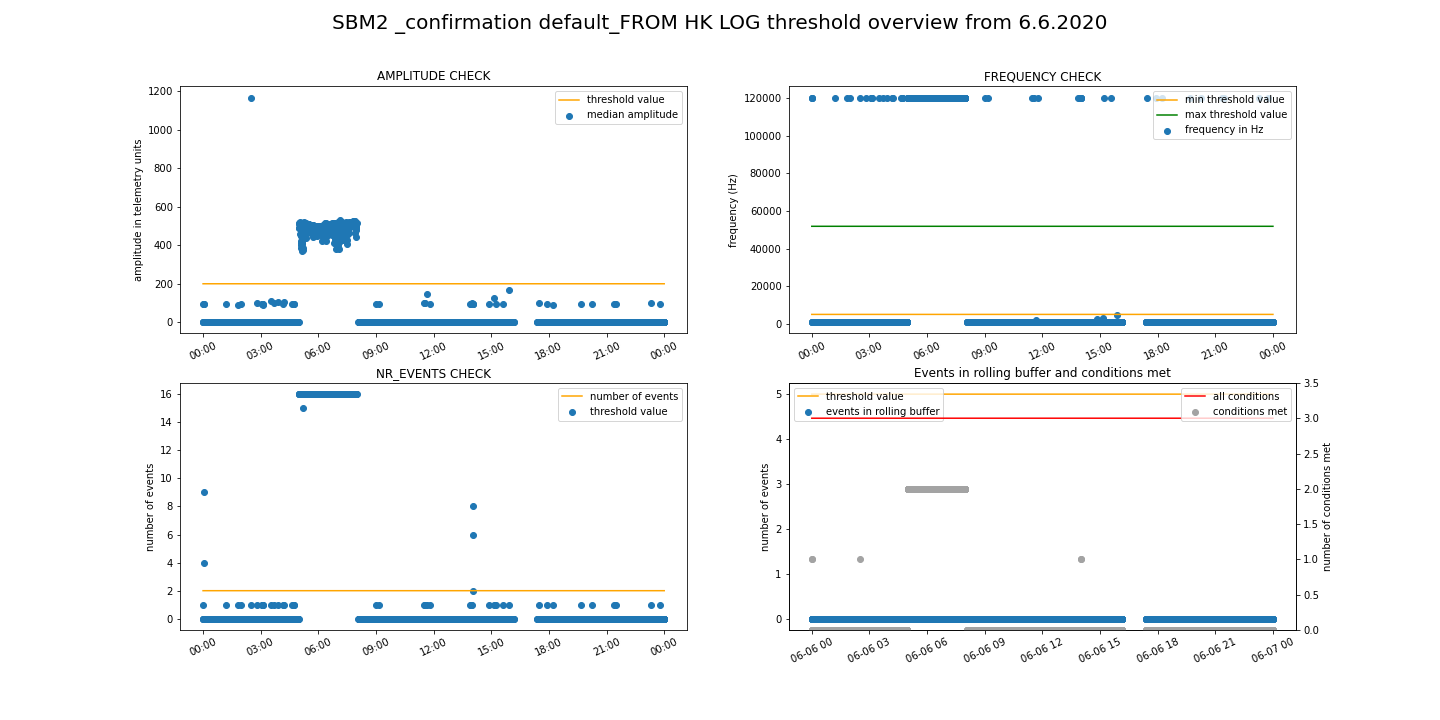 SBM2 _confirmation default_FROM HK LOG threshold overview from 6.6.2020
AMPLITUDE CHECK
amplitude in telemetry units
1200
1000
800
600
400
200
0
threshold value
median amplitude
00:00 03:00 06:00 09:00 12:00 15:00 18:00 21:00 00:00
FREQUENCY CHECK
frequency (Hz)
120000
100000
80000
60000
40000
20000
0
min threshold value
max threshold value
frequency in Hz
00:00 03:00 06:00 09:00 12:00 15:00 18:00 21:00 00:00
NR_EVENTS CHECK
number of events
16
14
12
10
8
6
4
2
0
number of events
threshold value
00:00 03:00 06:00 09:00 12:00 15:00 18:00 21:00 00:00
Events in rolling buffer and conditions met
number of events
5
4
3
2
1
0
threshold value
events in rolling buffer
all conditions
conditions met
3.5
3.0
2.5
2.0
1.5
1.0
0.5
0.0
number of conditions met
06-06 00 06-06 03 06-06 06 06-06 09 06-06 12 06-06 15 06-06 18 06-06 21 06-07 00